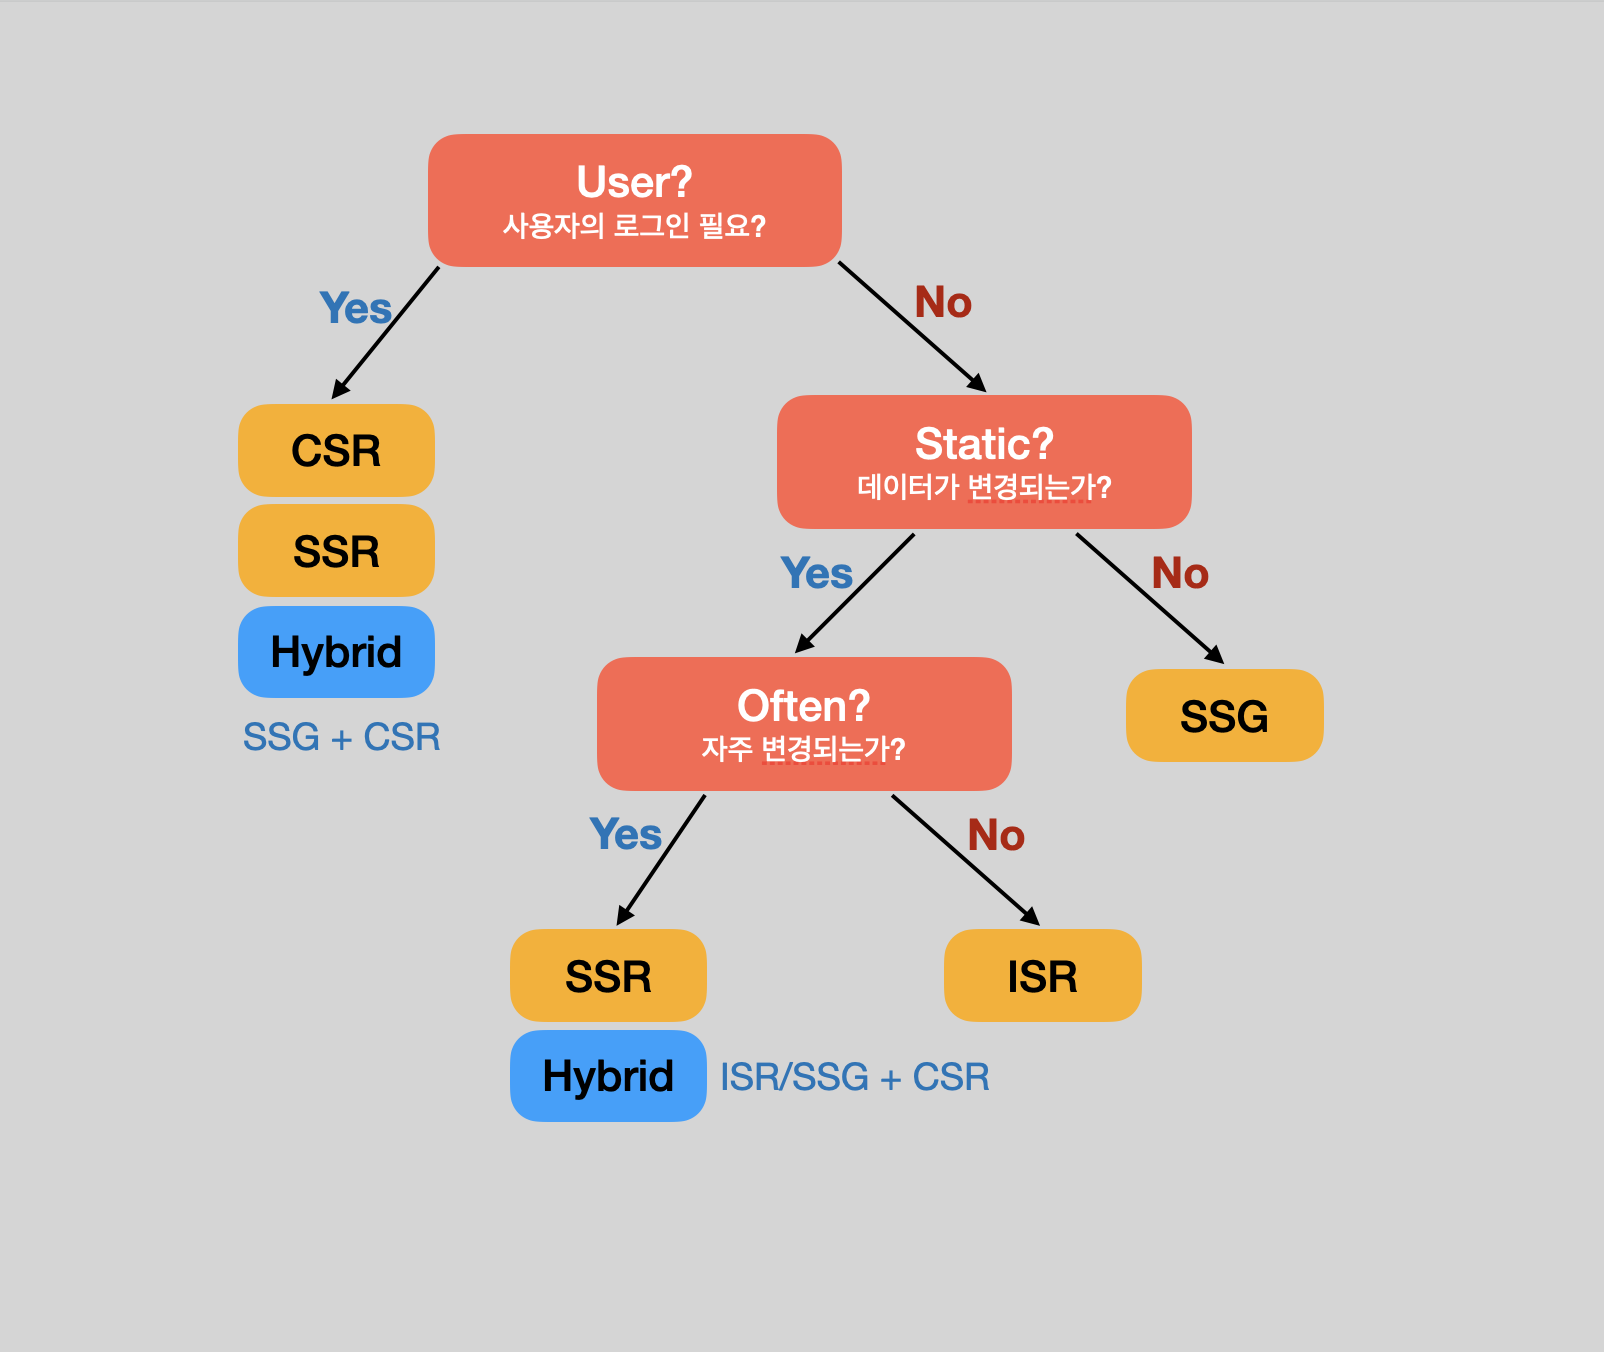 User?
사용자의 로그인 필요?
Yes
No
CSR
SSR
Hybrid
SSG + CSR
Static?
데이터가 변경되는가?
Yes
No
Often?
자주 변경되는가?
SSG
Yes
No
SSR
ISR
Hybrid
ISR/SSG + CSR